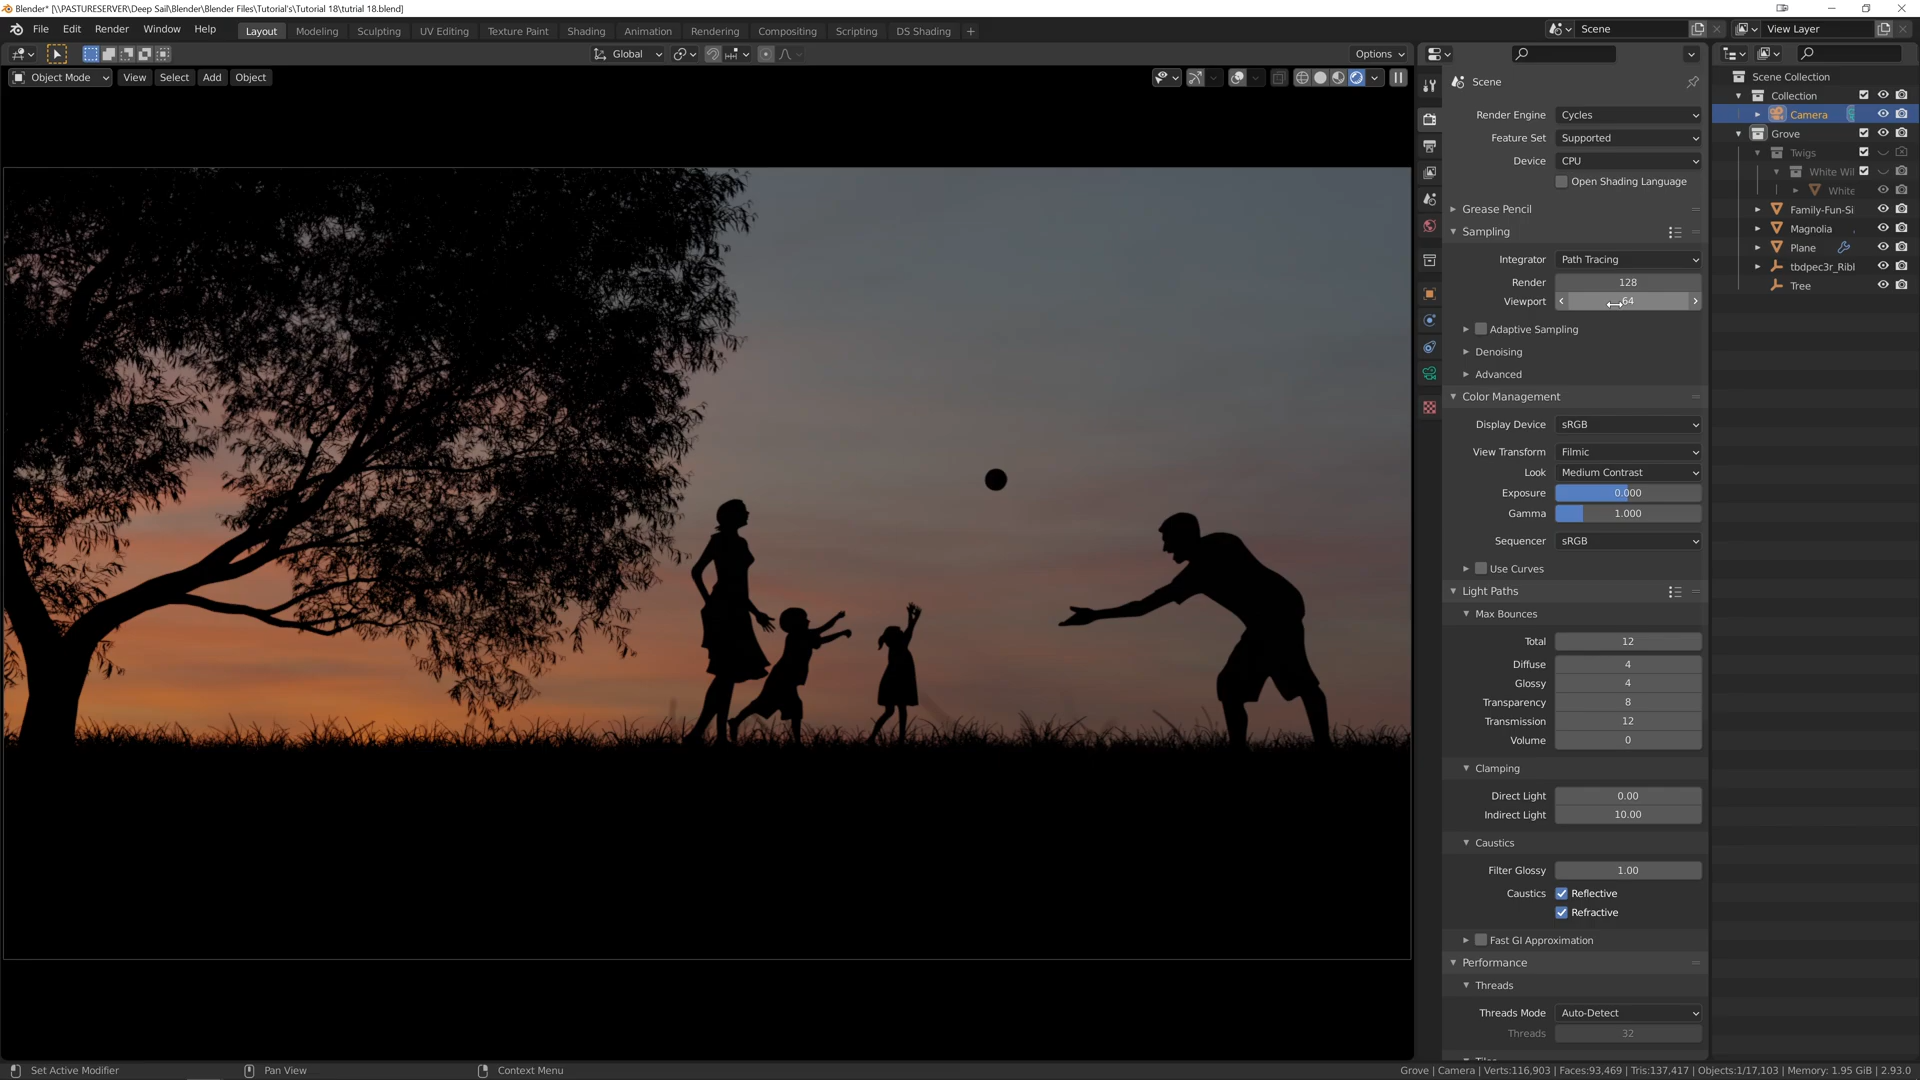 Blender* [\\PASTURESERVER\Deep Sail\Blender\Blender Files\Tutorial's\Tutorial 18\tutrial 18.blend]
File Edit Render Window Help Layout Modeling Sculpting UV Editing Texture Paint Shading Animation Rendering Compositing Scripting DS Shading + Scene View Layer
Global Options
Object Mode View Select Add Object
Scene
Render Engine Cycles
Feature Set Supported
Device CPU
Open Shading Language
Grease Pencil
Sampling
Integrator Path Tracing
Render 128
Viewport 64
Adaptive Sampling
Denoising
Advanced
Color Management
Display Device sRGB
View Transform Filmic
Look Medium Contrast
Exposure 0.000
Gamma 1.000
Sequencer sRGB
Use Curves
Light Paths
Max Bounces
Total 12
Diffuse 4
Glossy 4
Transparency 8
Transmission 12
Volume 0
Clamping
Direct Light 0.00
Indirect Light 10.00
Caustics
Filter Glossy 1.00
Caustics Reflective
Refractive
Fast GI Approximation
Performance
Threads
Threads Mode Auto-Detect
Threads 32
Scene Collection
Collection
Camera
Grove
Twigs
White Wil
White
Family-Fun-Si
Magnolia
Plane
tbdpec3r_Ribl
Tree
Set Active Modifier Pan View Context Menu Grove | Camera | Verts:116,903 | Faces:93,469 | Tris:137,417 | Objects:1/17,103 | Memory: 1.95 GiB | 2.93.0